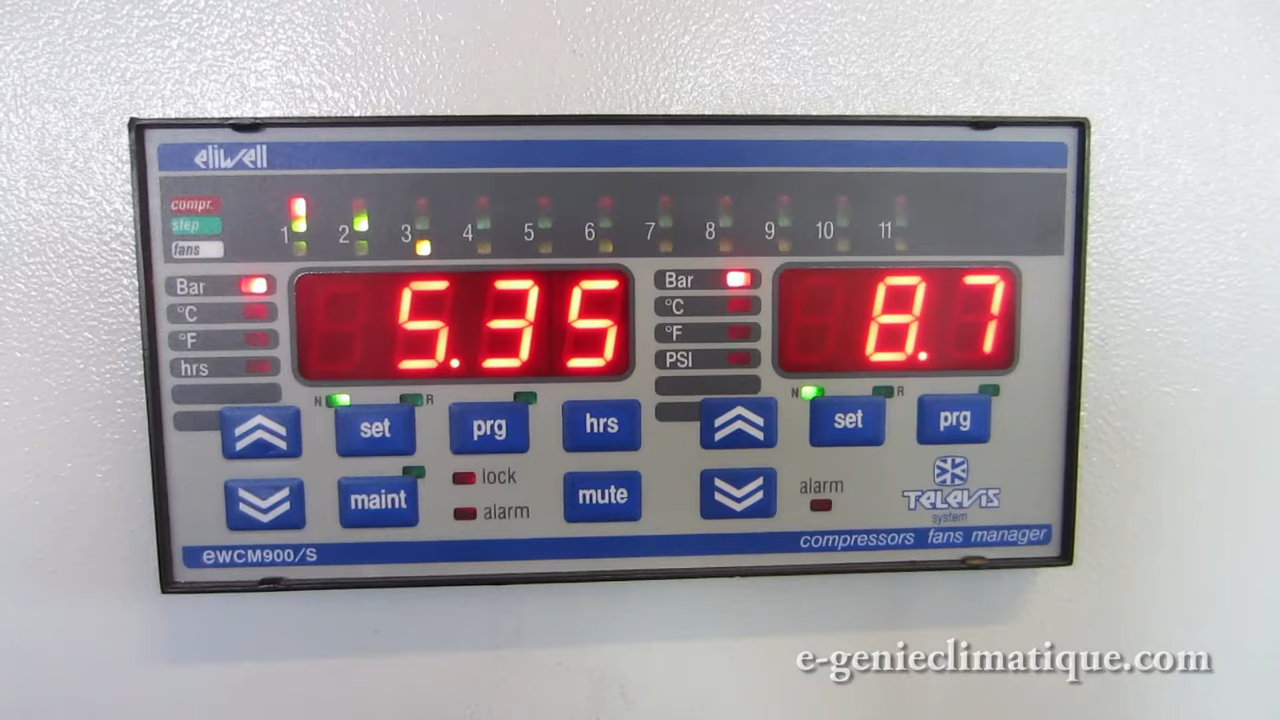 eliwell
compr.
step
fans
1 2 3 4 5 6 7 8 9 10 11
Bar
°C
°F
hrs
5.35
Bar
°C
°F
PSI
8.7
N R
set prg hrs
maint
lock
alarm
mute
N R
set prg
alarm
TELEVIS
system
compressors fans manager
eWCM900/S
e-genieclimatique.com